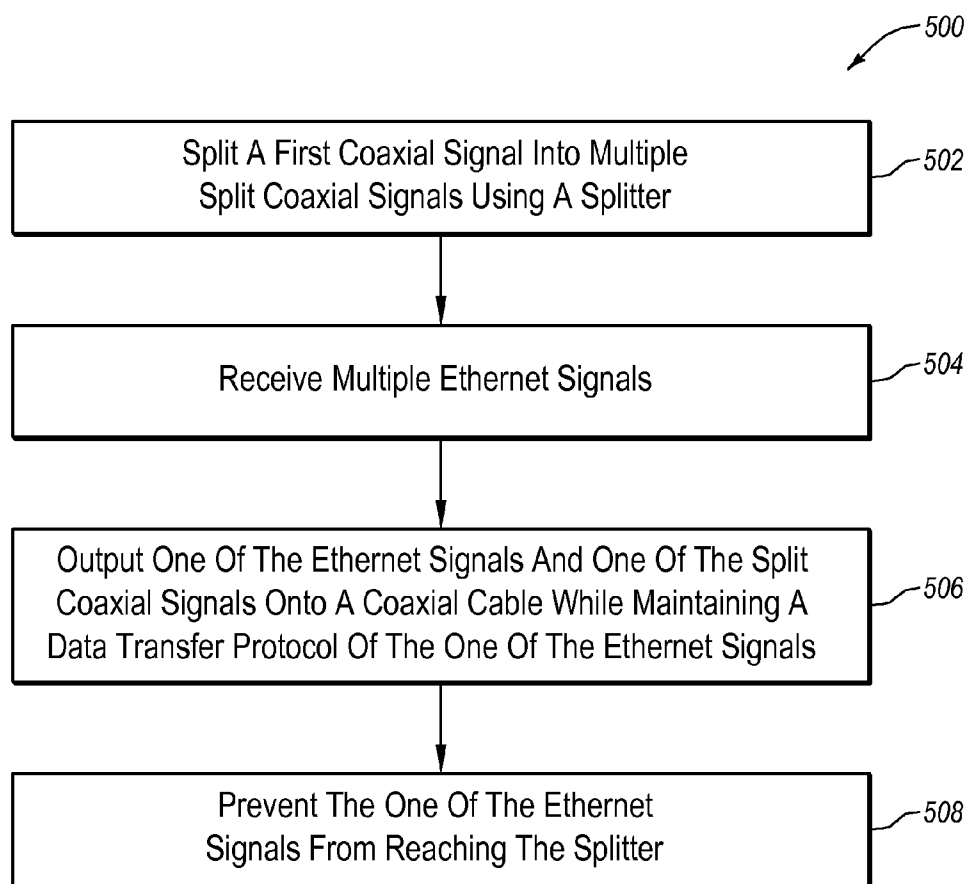 500
Split A First Coaxial Signal Into Multiple
Split Coaxial Signals Using A Splitter
502
Receive Multiple Ethernet Signals
504
Output One Of The Ethernet Signals And One Of The Split
Coaxial Signals Onto A Coaxial Cable While Maintaining A
Data Transfer Protocol Of The One Of The Ethernet Signals
506
Prevent The One Of The Ethernet
Signals From Reaching The Splitter
508